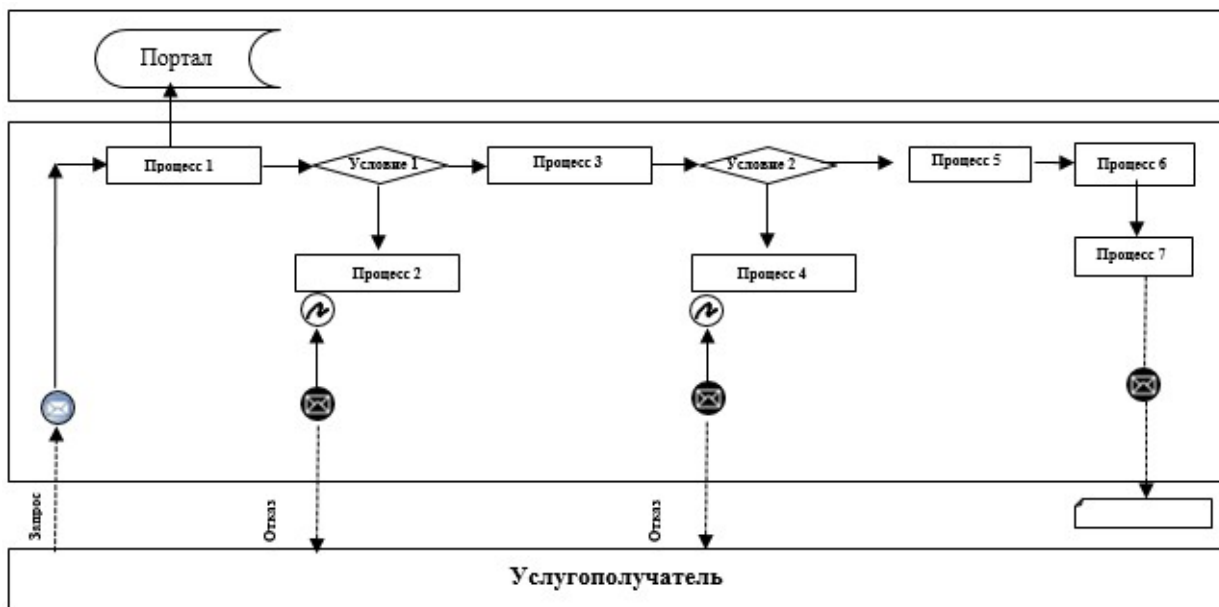 Портал
Процесс 1
Условие 1
Процесс 3
Условие 2
Процесс 5
Процесс 6
Процесс 2
Процесс 4
Процесс 7
Запрос
Отказ
Отказ
Услугополучатель